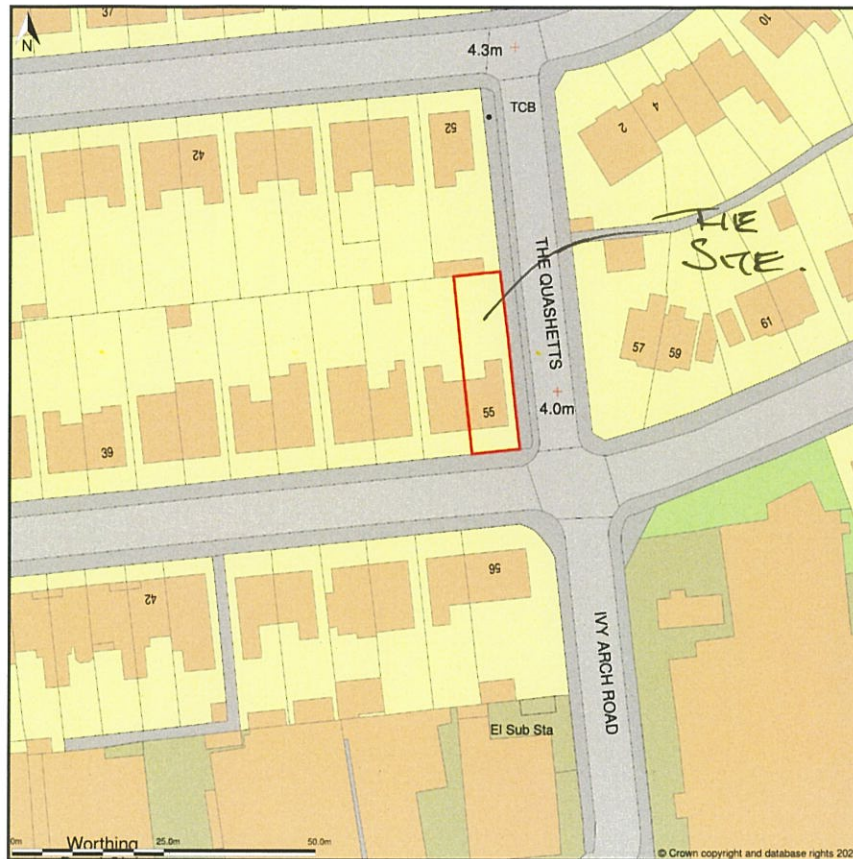 37
N
4.3m
10
TCB
4
2
52
42
THE QUASHETTS
THE
SITE.
57
59
61
55
4.0m
39
56
42
IVY ARCH ROAD
El Sub Sta
0m
Worthing
25.0m
50.0m
© Crown copyright and database rights 202